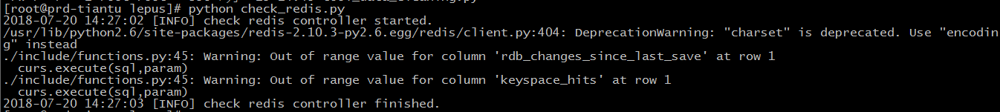 [root@prd-tiantu lepus]# python check_redis.py
2018-07-20 14:27:02 [INFO] check redis controller started.
/usr/lib/python2.6/site-packages/redis-2.10.3-py2.6.egg/redis/client.py:404: DeprecationWarning: "charset" is deprecated. Use "encodin
g" instead
./include/functions.py:45: Warning: Out of range value for column 'rdb_changes_since_last_save' at row 1
  curs.execute(sql,param)
./include/functions.py:45: Warning: Out of range value for column 'keyspace_hits' at row 1
  curs.execute(sql,param)
2018-07-20 14:27:03 [INFO] check redis controller finished.